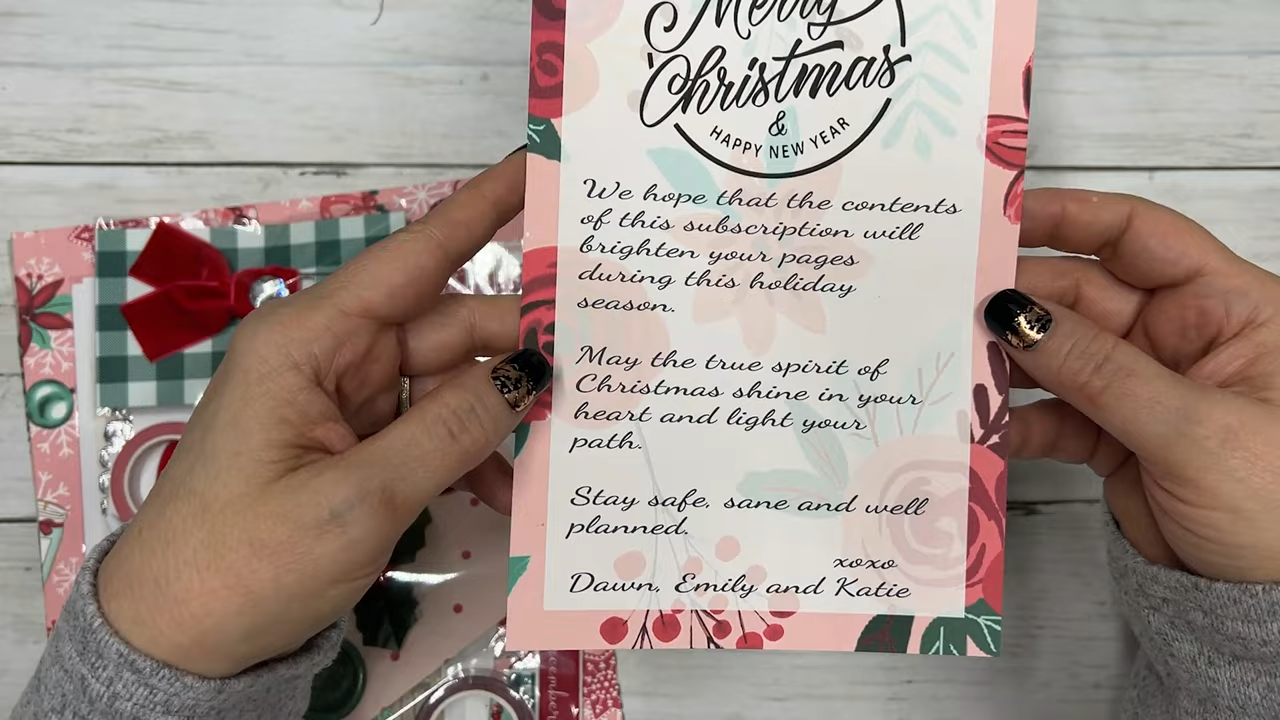 Merry
Christmas
&
HAPPY NEW YEAR
We hope that the contents
of this subscription will
brighten your pages
during this holiday
season.
May the true spirit of
Christmas shine in your
heart and light your
path.
Stay safe, sane and well
planned.
xoxo
Dawn, Emily and Katie